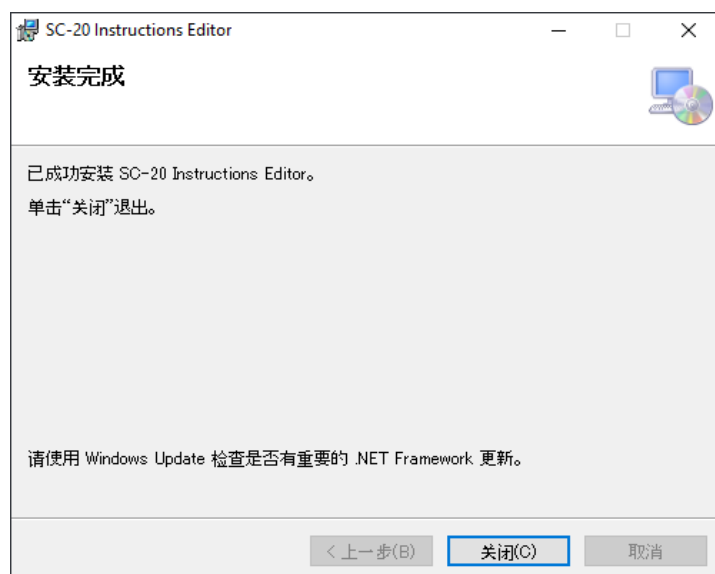 SC-20 Instructions Editor
安装完成
已成功安装 SC-20 Instructions Editor。
单击“关闭”退出。
请使用 Windows Update 检查是否有重要的 .NET Framework 更新。
< 上一步(B)
关闭(C)
取消